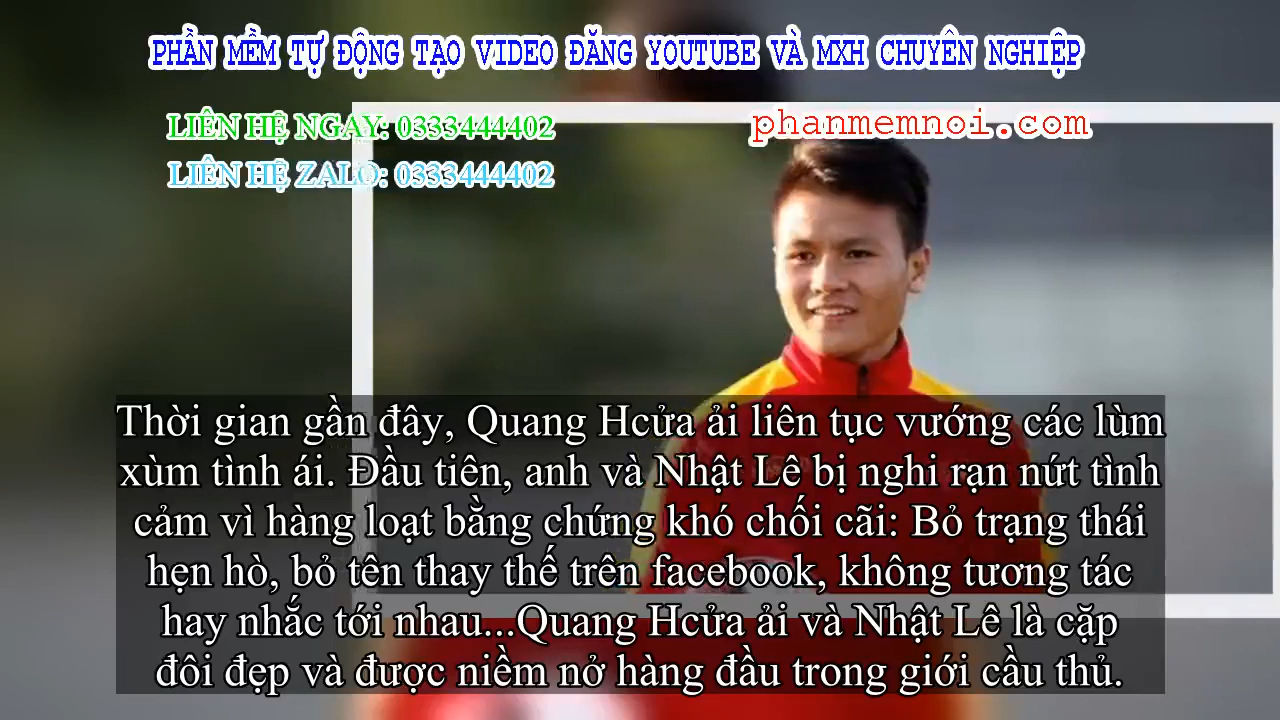 PHẦN MỀM TỰ ĐỘNG TẠO VIDEO ĐĂNG YOUTUBE VÀ MXH CHUYÊN NGHIỆP
LIÊN HỆ NGAY: 0333444402
phanmemnoi.com
LIÊN HỆ ZALO: 0333444402
Thời gian gần đây, Quang Hcửa ải liên tục vướng các lùm
xùm tình ái. Đầu tiên, anh và Nhật Lê bị nghi rạn nứt tình
cảm vì hàng loạt bằng chứng khó chối cãi: Bỏ trạng thái
hẹn hò, bỏ tên thay thế trên facebook, không tương tác
hay nhắc tới nhau...Quang Hcửa ải và Nhật Lê là cặp
đôi đẹp và được niềm nở hàng đầu trong giới cầu thủ.